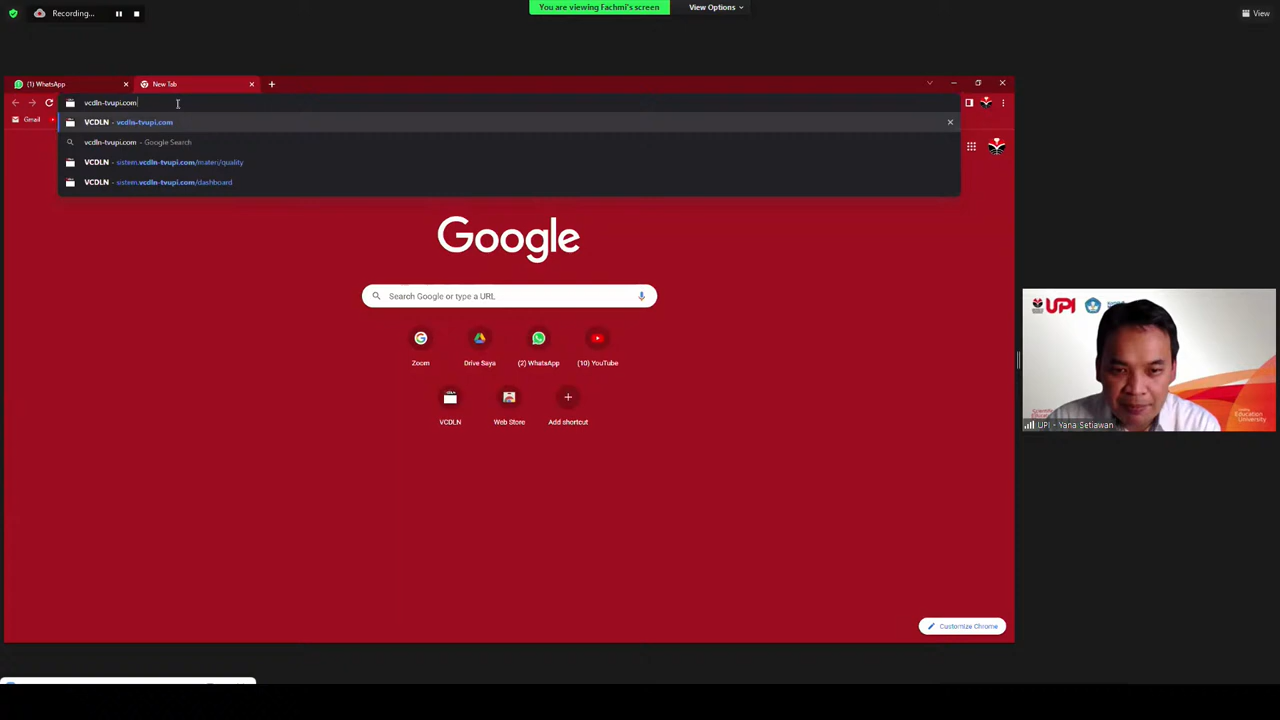 Recording...
You are viewing Fachmi's screen
View Options
View
(1) WhatsApp
New Tab
vcdln-tvupi.com
Gmail
VCDLN - vcdln-tvupi.com
vcdln-tvupi.com - Google Search
VCDLN - sistem.vcdln-tvupi.com/materi/quality
VCDLN - sistem.vcdln-tvupi.com/dashboard
Google
Search Google or type a URL
Zoom
Drive Saya
(2) WhatsApp
(10) YouTube
VCDLN
Web Store
Add shortcut
Customize Chrome
UPI
Education
University
UPI - Yana Setiawan